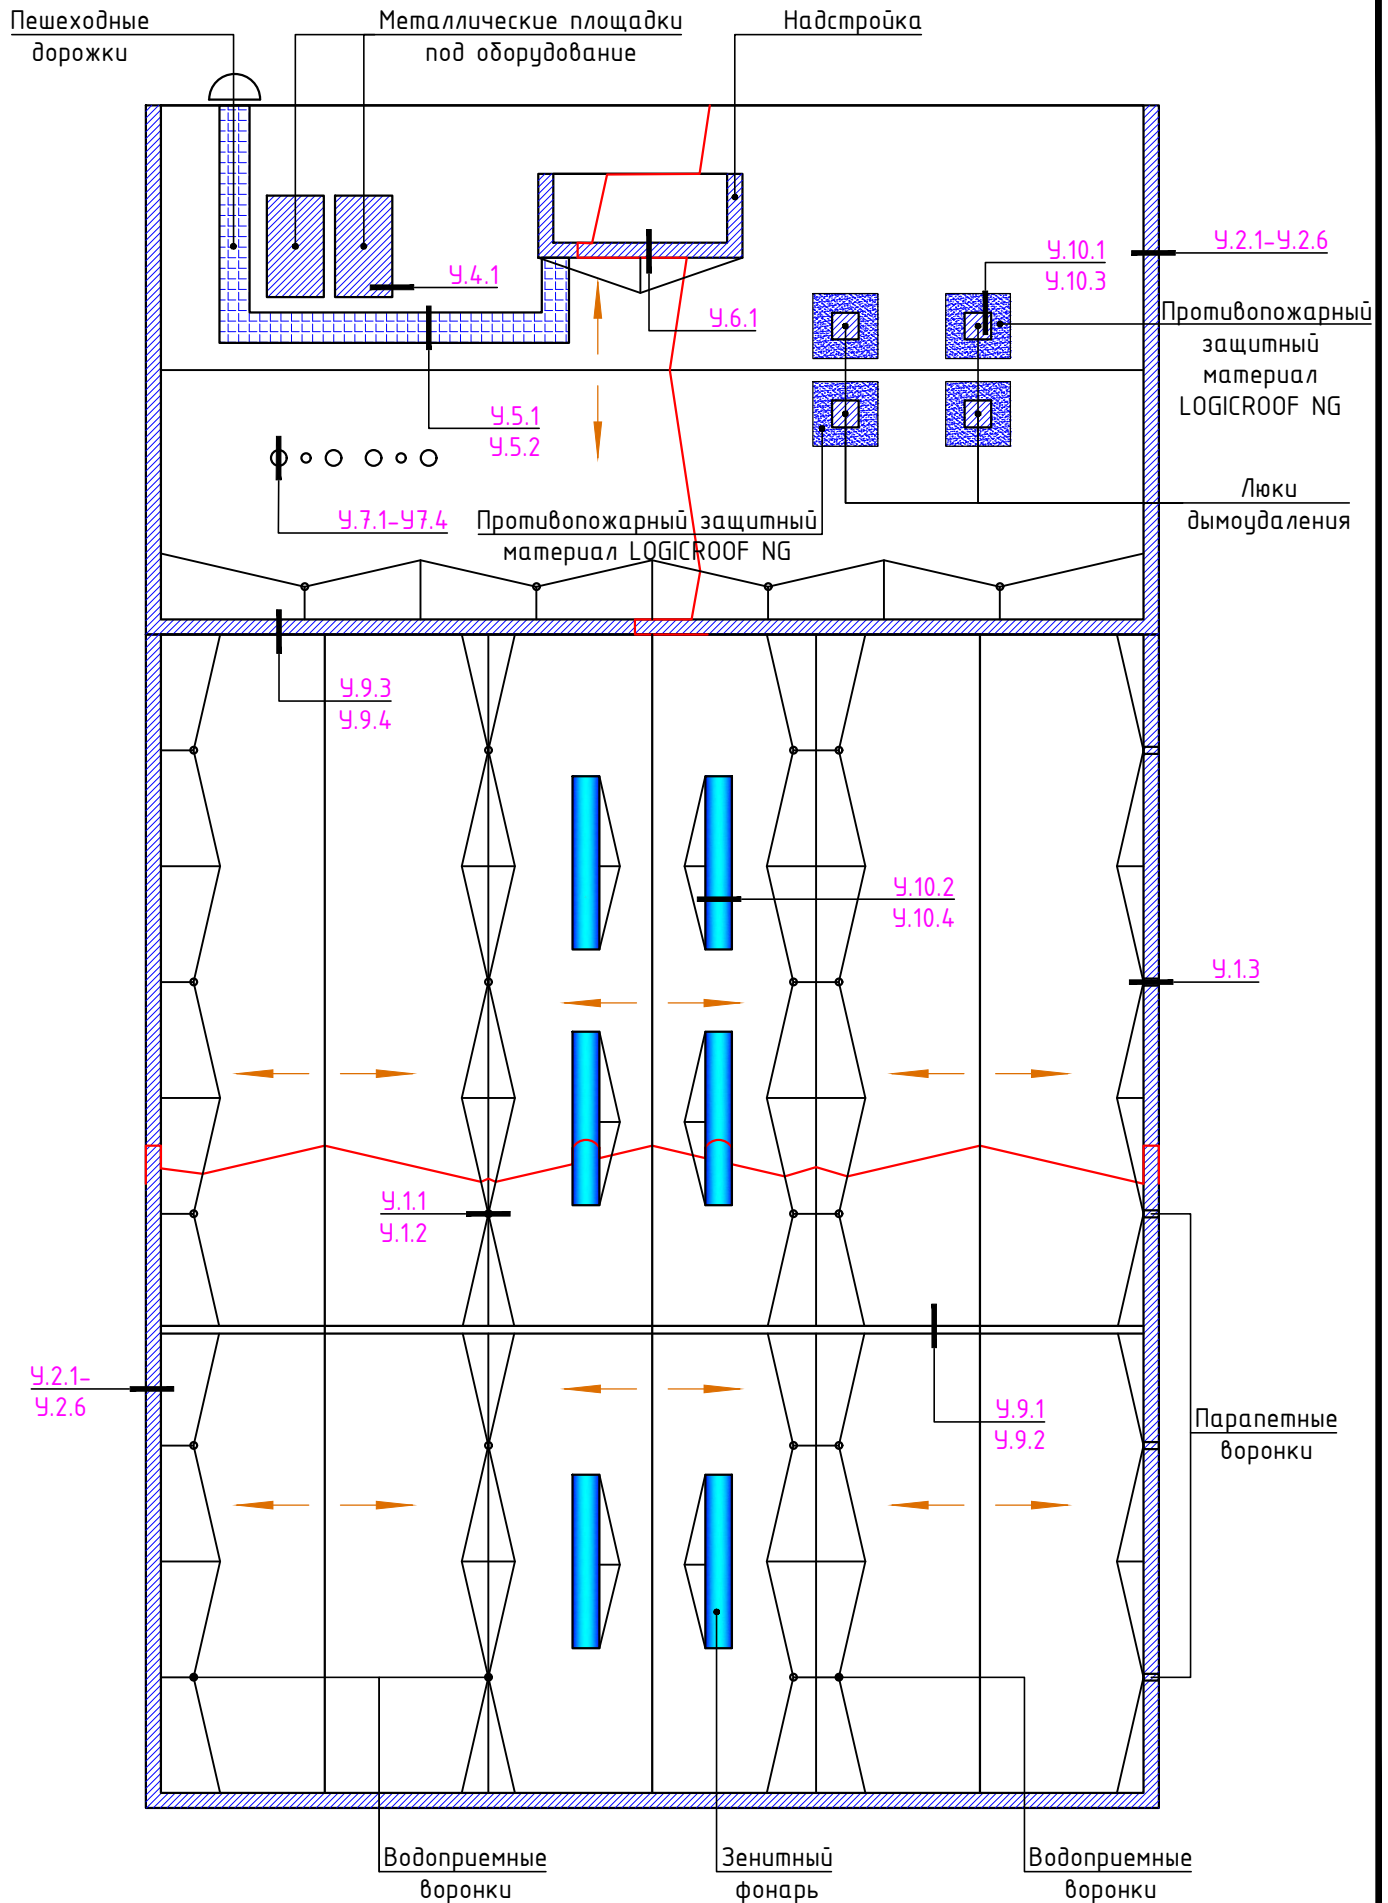 Пешеходные
дорожки
Металлические площадки
под оборудование
Надстройка
У.2.1-У.2.6
У.10.1
У.10.3
У.4.1
У.6.1
Противопожарный
защитный
материал
LOGICROOF NG
У.5.1
У.5.2
Люки
дымоудаления
У.7.1-У7.4
Противопожарный защитный
материал LOGICROOF NG
У.9.3
У.9.4
У.10.2
У.10.4
У.1.3
У.1.1
У.1.2
У.2.1-
У.2.6
У.9.1
У.9.2
Парапетные
воронки
Водоприемные
воронки
Зенитный
фонарь
Водоприемные
воронки